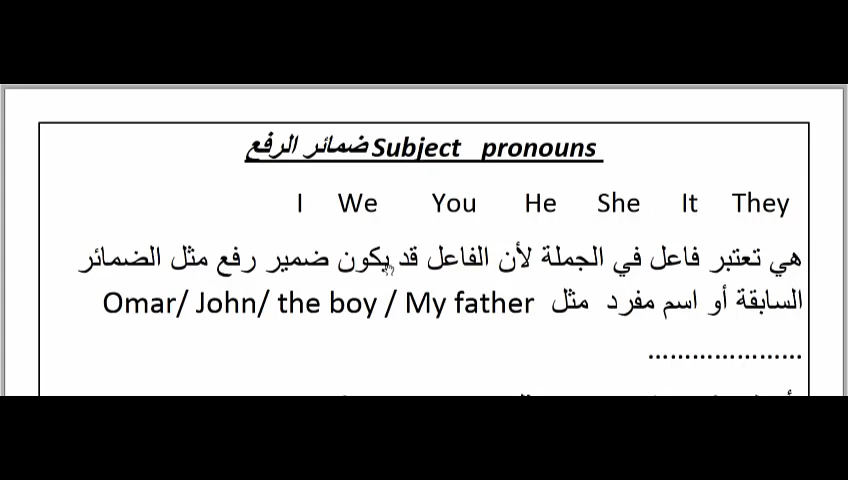 Subject pronouns ضمائر الرفع
I We You He She It They
هي تعتبر فاعل في الجملة لأن الفاعل قد يكون ضمير رفع مثل الضمائر
السابقة أو اسم مفرد مثل Omar/ John/ the boy / My father
.....................